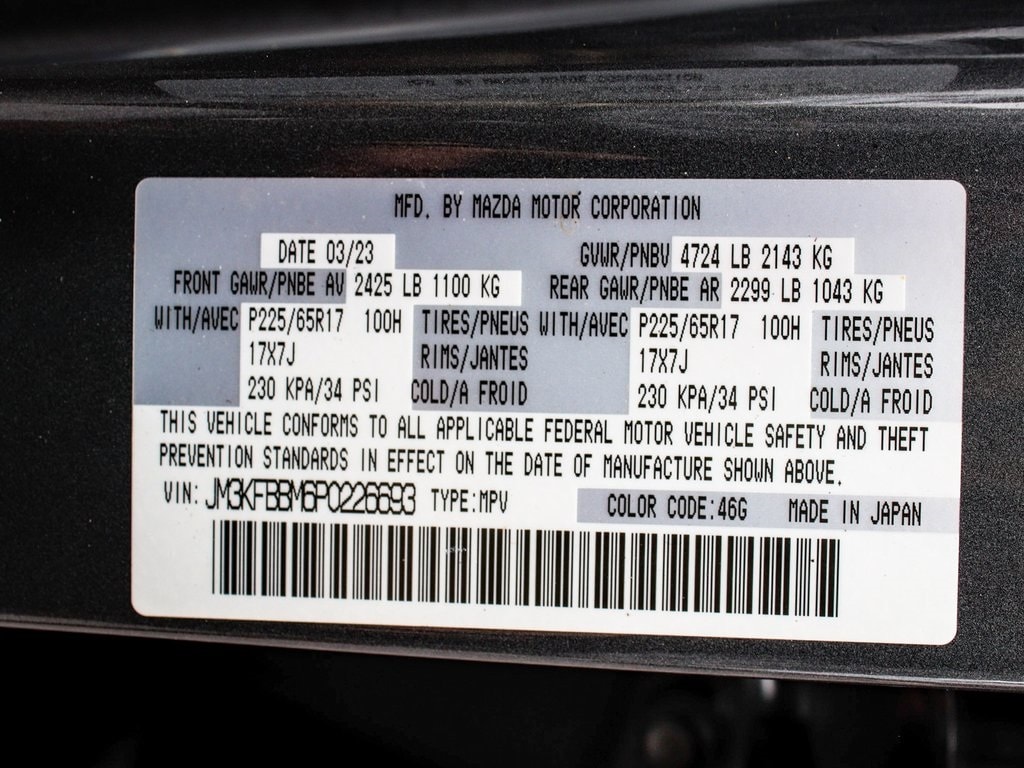 MFD. BY MAZDA MOTOR CORPORATION
DATE 03/23 GVWR/PNBV 4724 LB 2143 KG
FRONT GAWR/PNBE AV 2425 LB 1100 KG REAR GAWR/PNBE AR 2299 LB 1043 KG
WITH/AVEC P225/65R17 100H TIRES/PNEUS WITH/AVEC P225/65R17 100H TIRES/PNEUS
17X7J RIMS/JANTES 17X7J RIMS/JANTES
230 KPA/34 PSI COLD/A FROID 230 KPA/34 PSI COLD/A FROID
THIS VEHICLE CONFORMS TO ALL APPLICABLE FEDERAL MOTOR VEHICLE SAFETY AND THEFT
PREVENTION STANDARDS IN EFFECT ON THE DATE OF MANUFACTURE SHOWN ABOVE.
VIN: JM3KFBBM6P0226693 TYPE:MPV COLOR CODE:46G MADE IN JAPAN